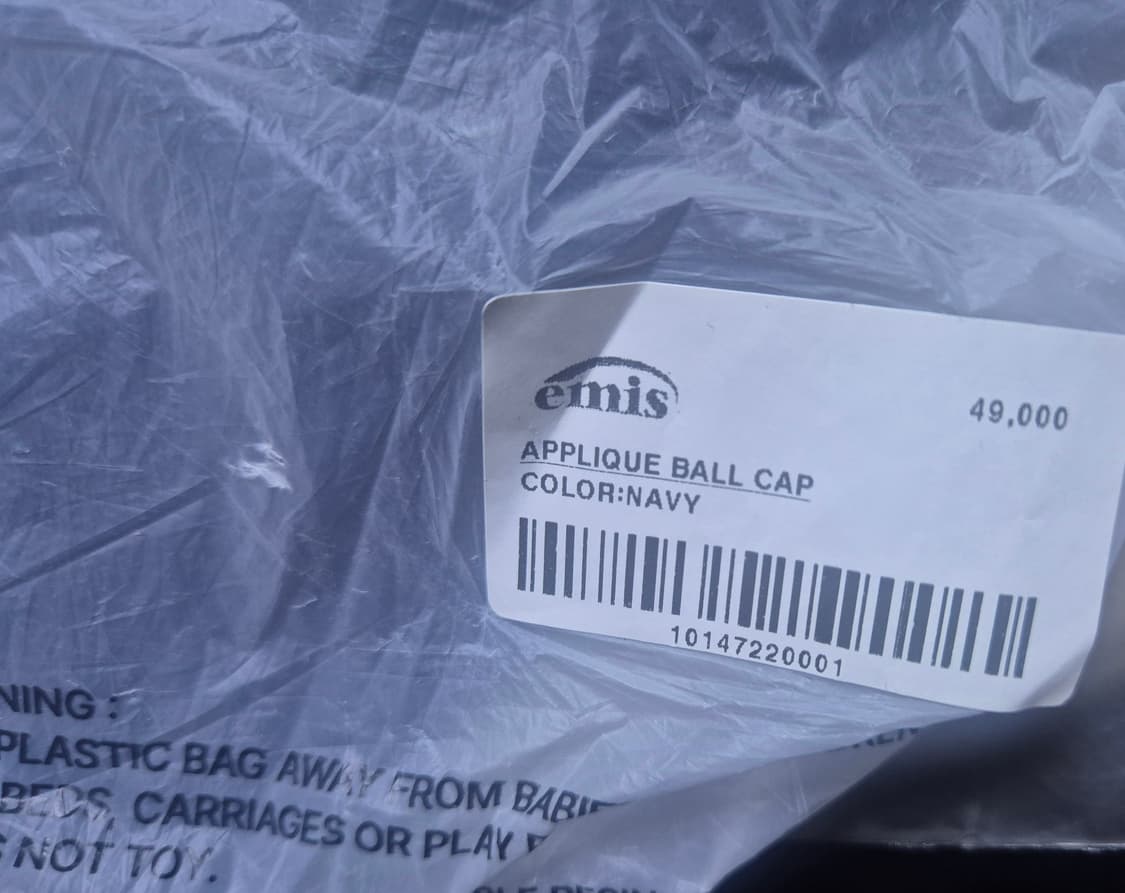 emis
49,000
APPLIQUE BALL CAP
COLOR:NAVY
10147220001
NING :
PLASTIC BAG AWAY FROM
BEDS, CARRIAGES OR PLAY
NOT TOY.